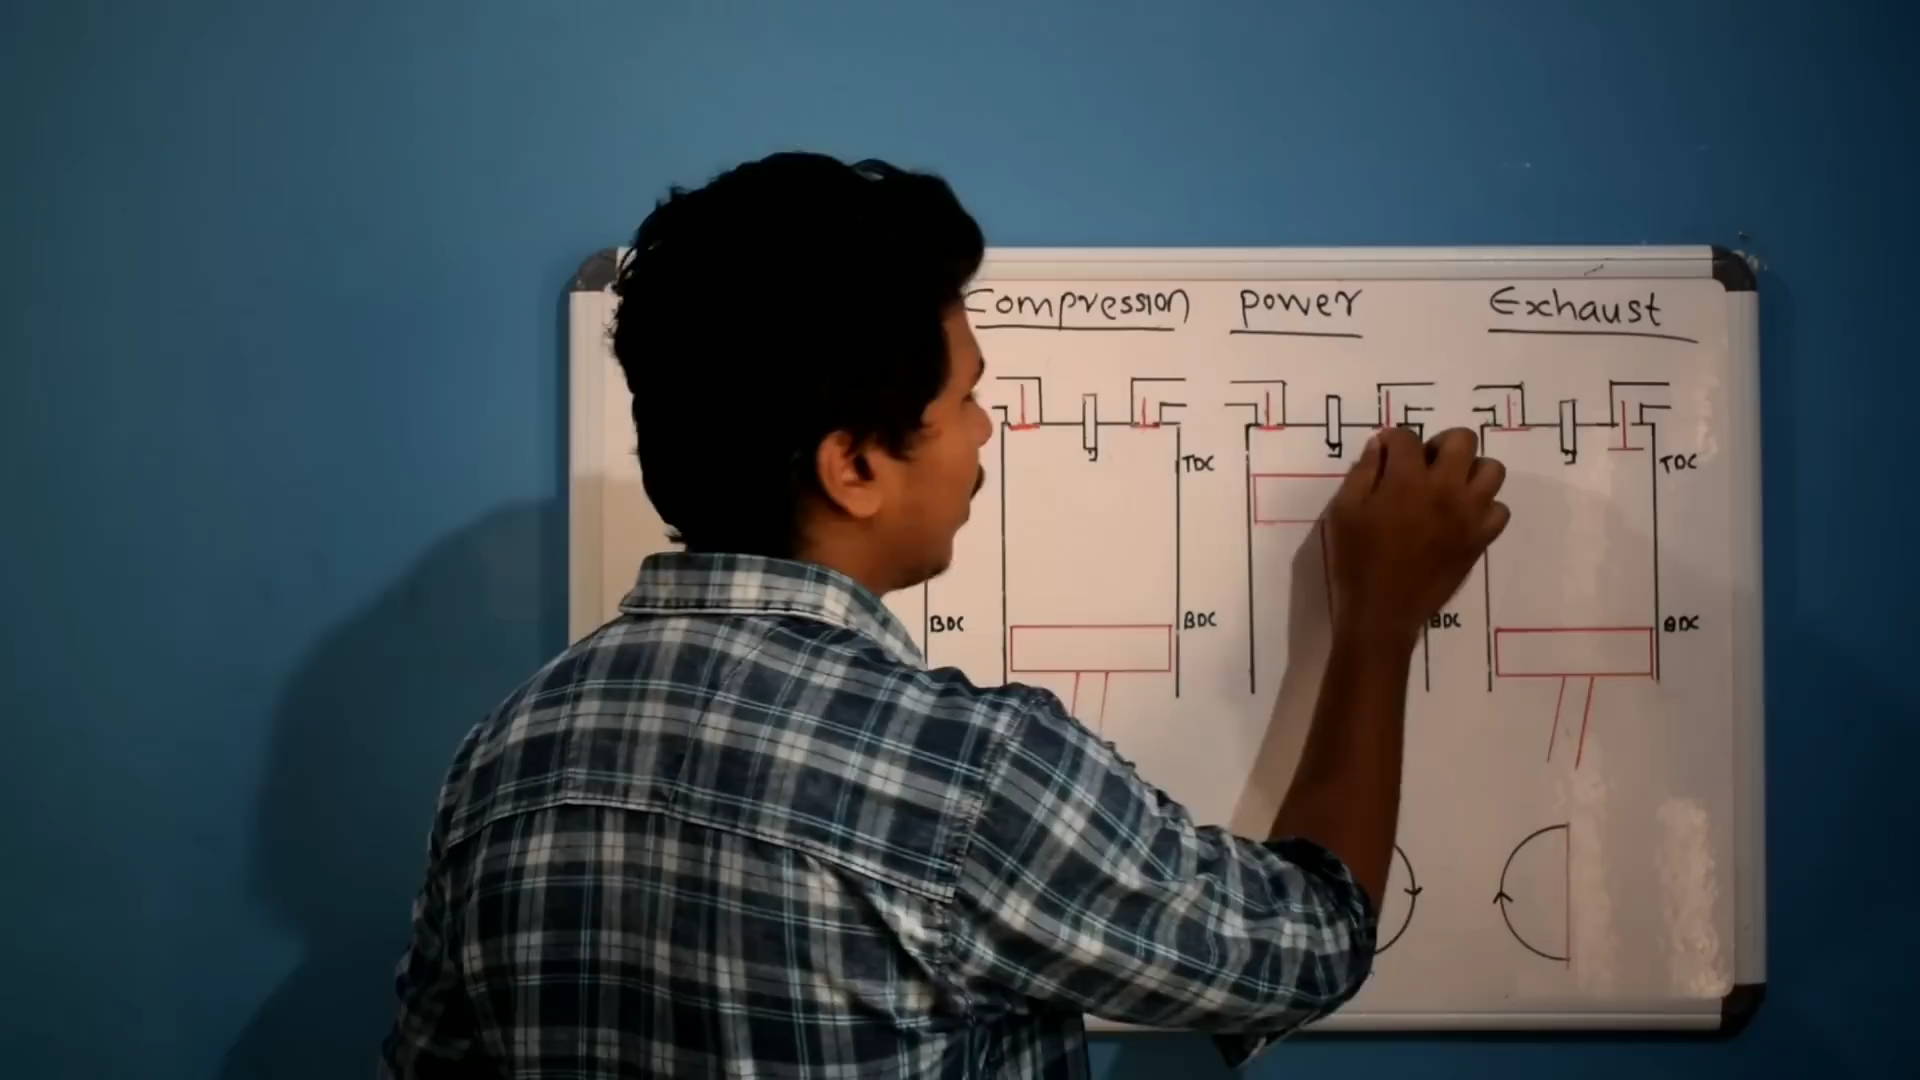 Compression
power
Exhaust
TDC
TDC
BDC
BDC
BDC
BDC